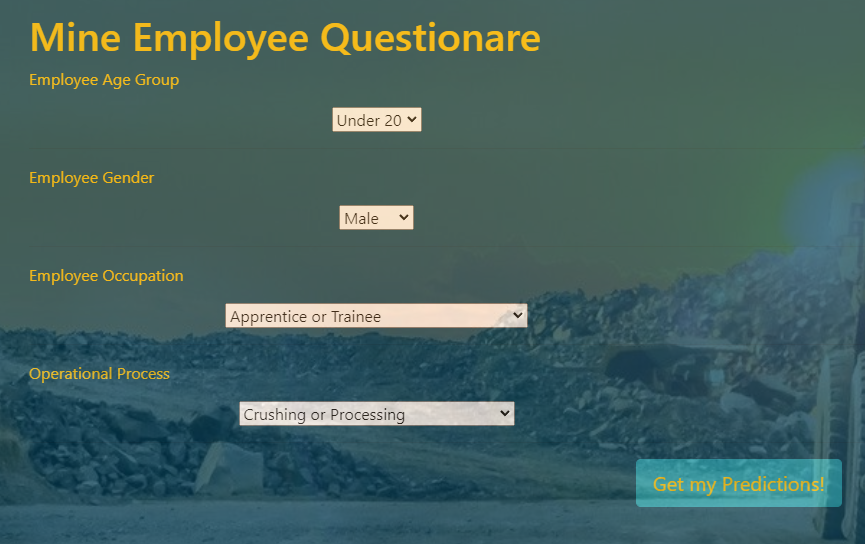 Mine Employee Questionare
Employee Age Group
Under 20
Employee Gender
Male
Employee Occupation
Apprentice or Trainee
Operational Process
Crushing or Processing
Get my Predictions!